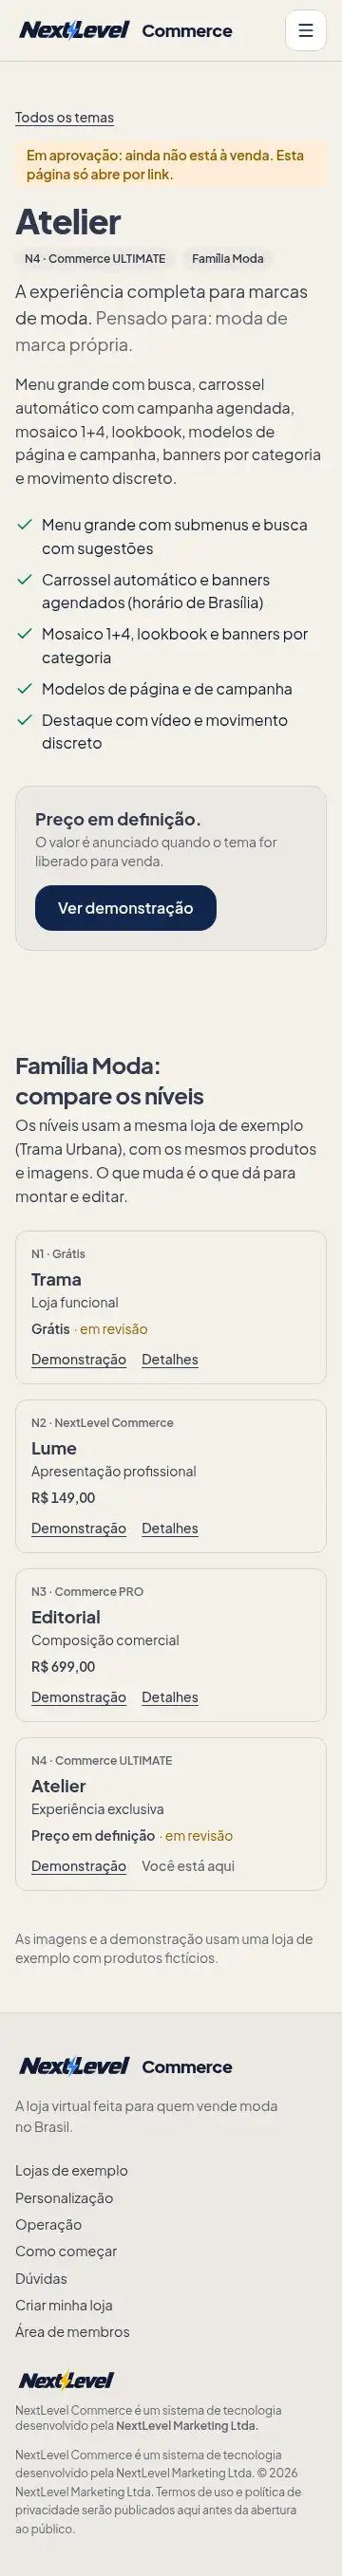 NextLevel Commerce
Todos os temas
Em aprovação: ainda não está à venda. Esta
página só abre por link.
Atelier
N4 · Commerce ULTIMATE Família Moda
A experiência completa para marcas
de moda. Pensado para: moda de
marca própria.
Menu grande com busca, carrossel
automático com campanha agendada,
mosaico 1+4, lookbook, modelos de
página e campanha, banners por categoria
e movimento discreto.
Menu grande com submenus e busca
com sugestões
Carrossel automático e banners
agendados (horário de Brasília)
Mosaico 1+4, lookbook e banners por
categoria
Modelos de página e de campanha
Destaque com vídeo e movimento
discreto
Preço em definição.
O valor é anunciado quando o tema for
liberado para venda.
Ver demonstração
Família Moda:
compare os níveis
Os níveis usam a mesma loja de exemplo
(Trama Urbana), com os mesmos produtos
e imagens. O que muda é o que dá para
montar e editar.
N1 · Grátis
Trama
Loja funcional
Grátis · em revisão
Demonstração Detalhes
N2 · NextLevel Commerce
Lume
Apresentação profissional
R$ 149,00
Demonstração Detalhes
N3 · Commerce PRO
Editorial
Composição comercial
R$ 699,00
Demonstração Detalhes
N4 · Commerce ULTIMATE
Atelier
Experiência exclusiva
Preço em definição · em revisão
Demonstração Você está aqui
As imagens e a demonstração usam uma loja de
exemplo com produtos fictícios.
NextLevel Commerce
A loja virtual feita para quem vende moda
no Brasil.
Lojas de exemplo
Personalização
Operação
Como começar
Dúvidas
Criar minha loja
Área de membros
NextLevel
NextLevel Commerce é um sistema de tecnologia
desenvolvido pela NextLevel Marketing Ltda.
NextLevel Commerce é um sistema de tecnologia
desenvolvido pela NextLevel Marketing Ltda. © 2026
NextLevel Marketing Ltda. Termos de uso e política de
privacidade serão publicados aqui antes da abertura
ao público.